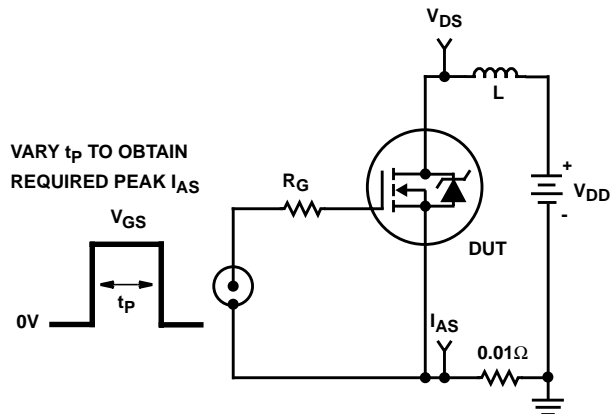 V_DS
L
VARY t_P TO OBTAIN
REQUIRED PEAK I_AS
R_G
+
V_DD
-
V_GS
DUT
t_P
0V
I_AS
0.01Ω